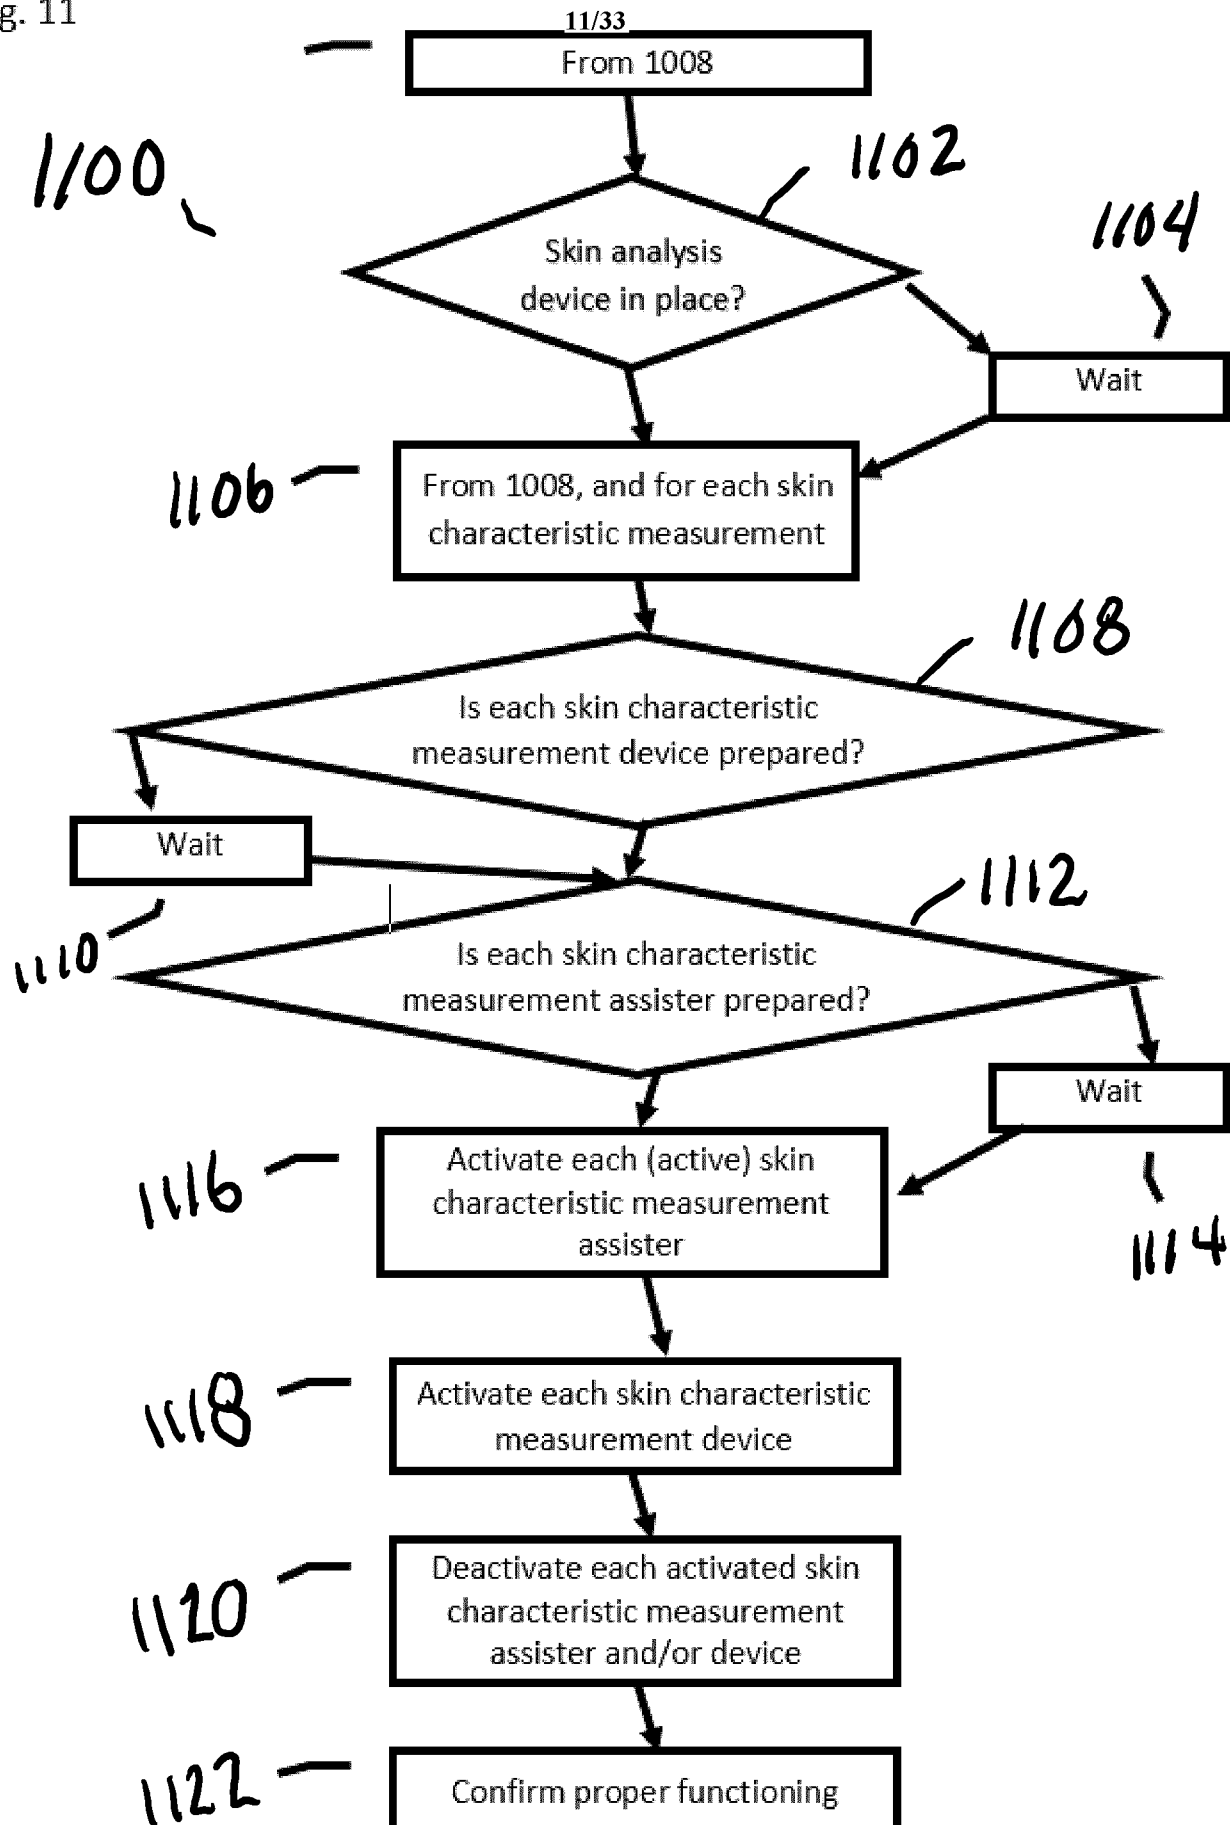 g. 11
11/33
From 1008
1100
1102
Skin analysis
device in place?
1104
Wait
1106
From 1008, and for each skin
characteristic measurement
1108
Is each skin characteristic
measurement device prepared?
Wait
1110
1112
Is each skin characteristic
measurement assister prepared?
Wait
1114
1116
Activate each (active) skin
characteristic measurement
assister
1118
Activate each skin characteristic
measurement device
1120
Deactivate each activated skin
characteristic measurement
assister and/or device
1122
Confirm proper functioning